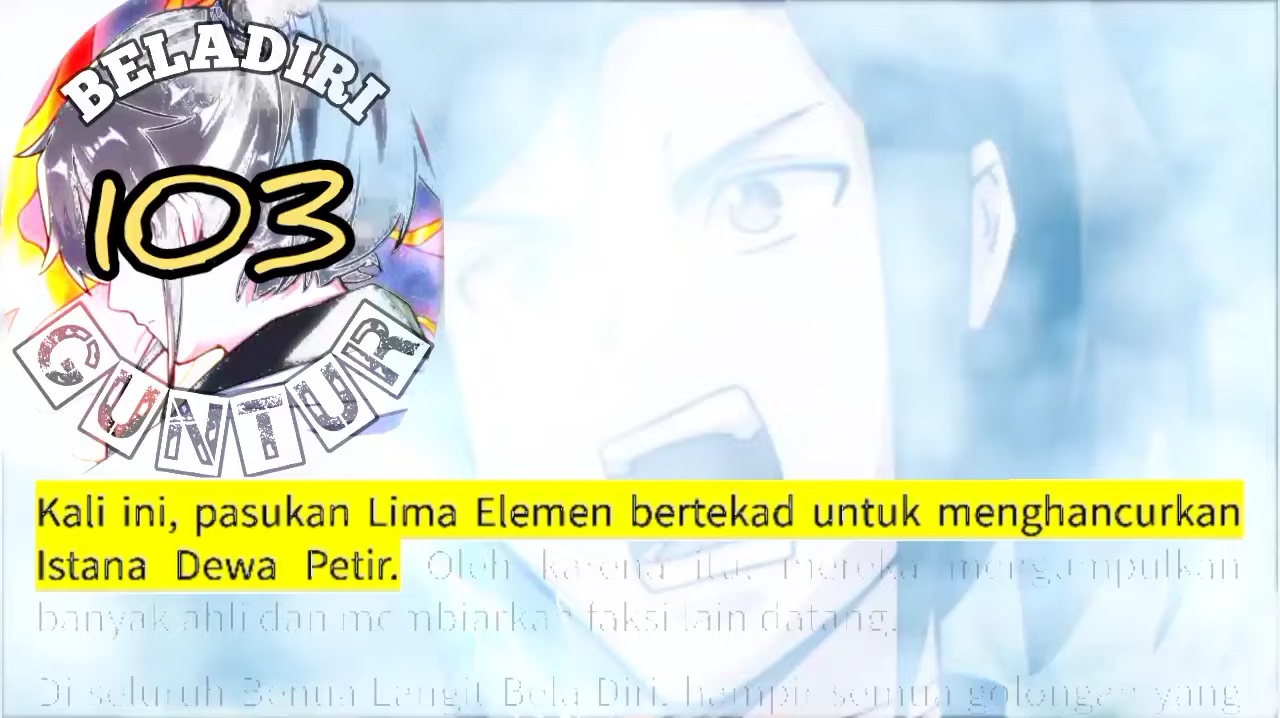 BELADIRI
103
GUNTUR
Kali ini, pasukan Lima Elemen bertekad untuk menghancurkan
Istana Dewa Petir. Oleh karena itu, mereka mengumpulkan
banyak ahli dan membiarkan faksi lain datang.
Di seluruh Benua Langit Bela Diri, hampir semua golongan yang